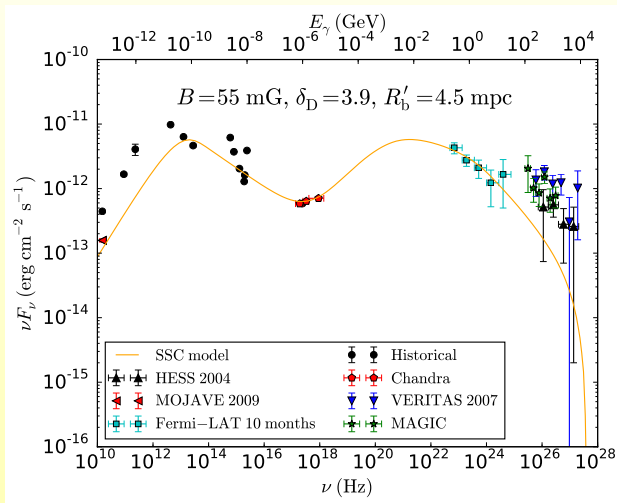 E_γ (GeV)
10^-12 10^-10 10^-8 10^-6 10^-4 10^-2 10^0 10^2 10^4
10^-10
B=55 mG, δ_D=3.9, R′_b=4.5 mpc
10^-11
10^-12
10^-13
10^-14
10^-15
10^-16
νF_ν (erg cm^−2 s^−1)
SSC model
HESS 2004
MOJAVE 2009
Fermi−LAT 10 months
Historical
Chandra
VERITAS 2007
MAGIC
10^10 10^12 10^14 10^16 10^18 10^20 10^22 10^24 10^26 10^28
ν (Hz)